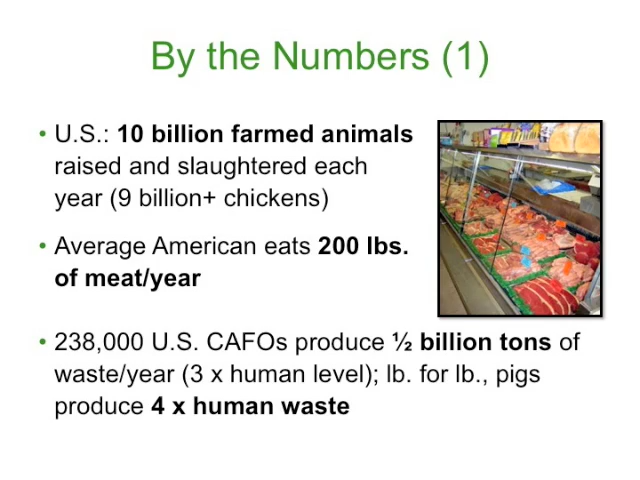 By the Numbers (1)
• U.S.: 10 billion farmed animals
raised and slaughtered each
year (9 billion+ chickens)
• Average American eats 200 lbs.
of meat/year
• 238,000 U.S. CAFOs produce ½ billion tons of
waste/year (3 x human level); lb. for lb., pigs
produce 4 x human waste